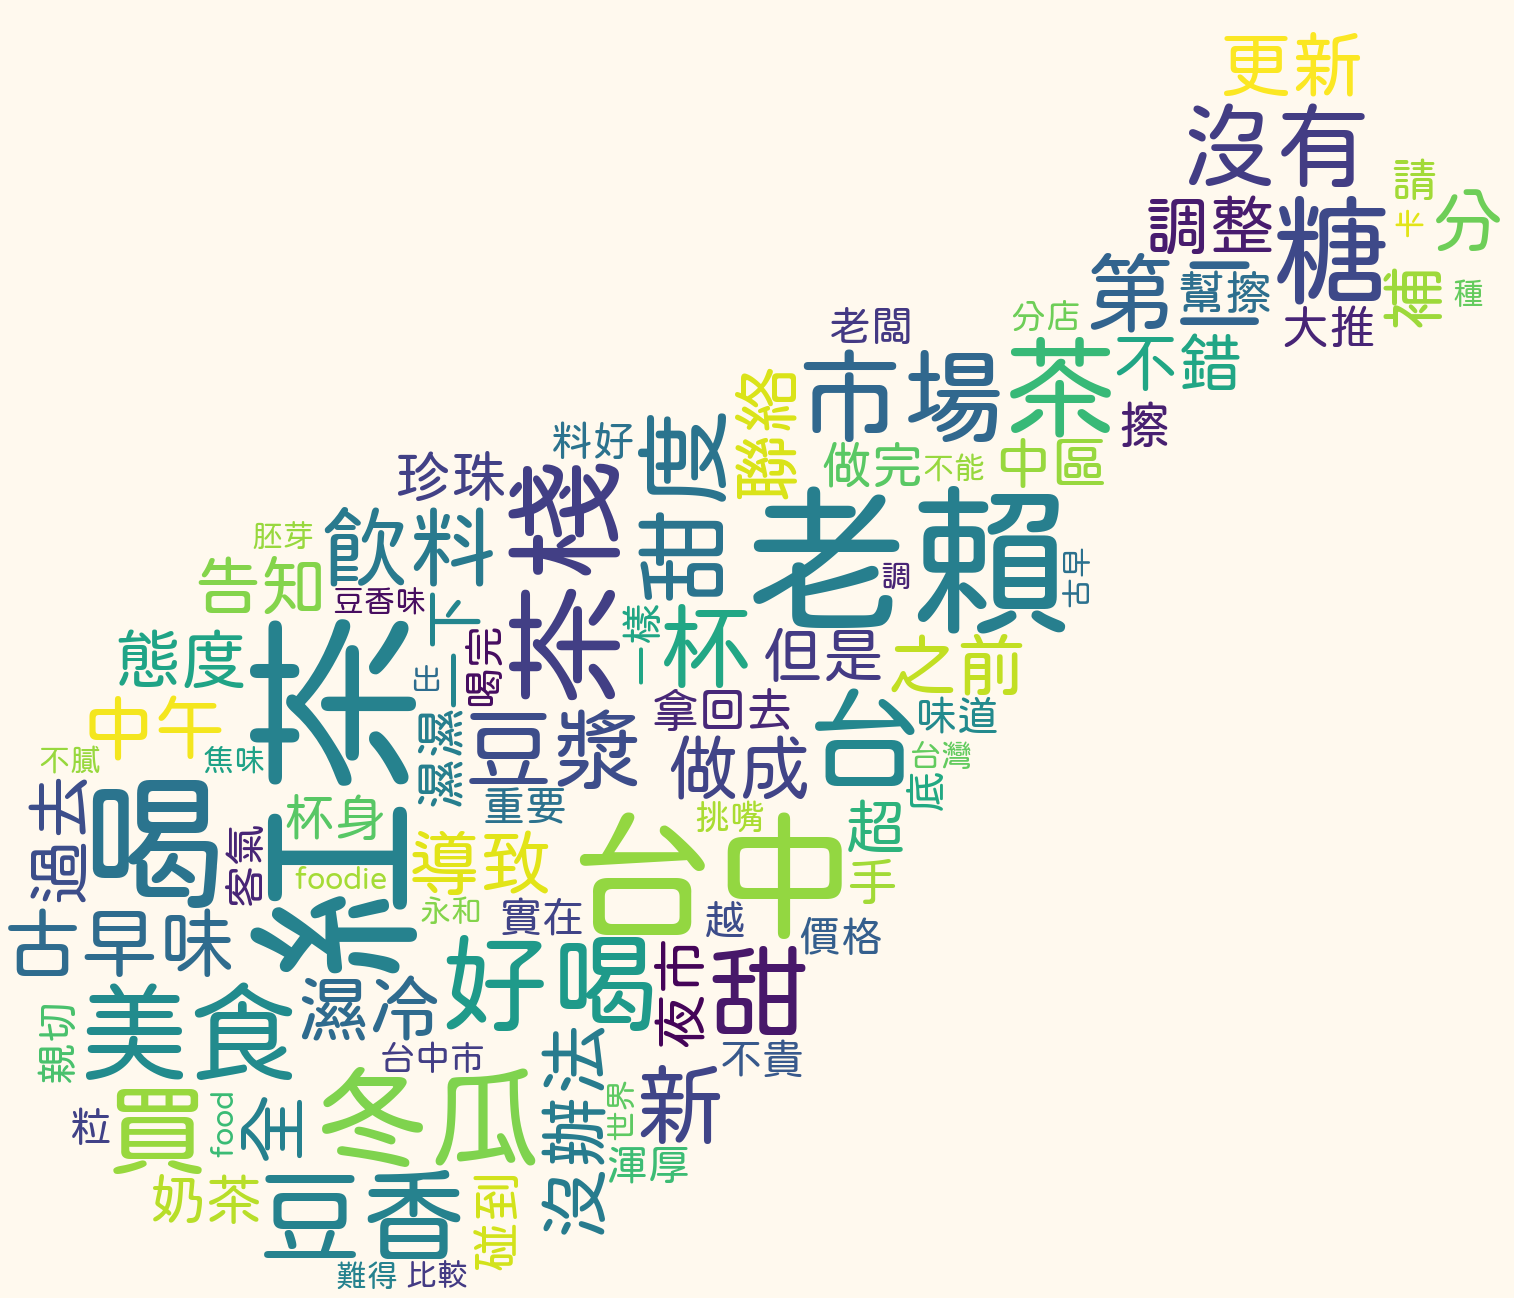 更新
沒有
請
調整
糖
半
分
第二
幫擦
補
種
大推
分店
老闆
不錯
市場
茶
擦
聯絡
料好
甜度
做完
不能
中區
珍珠
茶棧
老賴
飲料
胚芽
告知
豆香味
調
古早
一下
一樣
杯
喝完
但是
之前
態度
紅茶
出
拿回去
台
味道
中午
濕濕
豆漿
做成
不膩
焦味
台灣
底
過去
喝
杯身
重要
挑嘴
超
客氣
導致
台中
手
foodie
永和
實在
越
價格
古早味
好喝
夜市
甜
美食
濕冷
親切
台中市
沒辦法
不貴
冬瓜
新
粒
買
food
全
世界
渾厚
奶茶
豆香
碰到
難得
比較